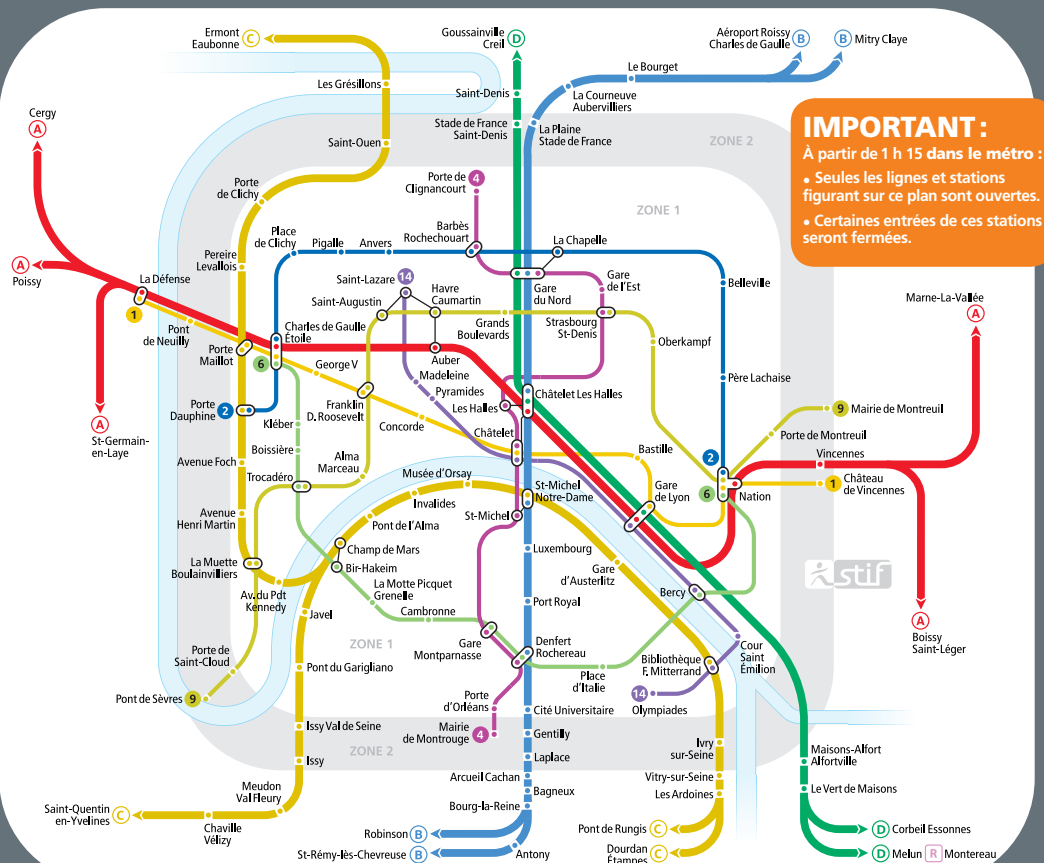 Ermont
Eaubonne
C
Goussainville
Creil
D
Aéroport Roissy
Charles de Gaulle
B
B
Mitry Claye
Le Bourget
Les Grésillons
La Courneuve
Aubervilliers
Saint-Denis
Cergy
A
Stade de France
Saint-Denis
La Plaine
Stade de France
Saint-Ouen
ZONE 2
IMPORTANT :
À partir de 1 h 15 dans le métro :
• Seules les lignes et stations
figurant sur ce plan sont ouvertes.
• Certaines entrées de ces stations
seront fermées.
Porte
de Clichy
Porte de
Clignancourt
4
ZONE 1
Place
de Clichy
Pigalle
Anvers
Barbès
Rochechouart
La Chapelle
Pereire
Levallois
A
Poissy
La Défense
Saint-Lazare
14
Gare
du Nord
Gare
de l'Est
Belleville
Saint-Augustin
Havre
Caumartin
Marne-La-Vallée
A
1
Pont
de Neuilly
Charles de Gaulle
Étoile
Grands
Boulevards
Strasbourg
St-Denis
Oberkampf
Porte
Maillot
6
George V
Auber
Madeleine
Père Lachaise
Pyramides
Châtelet Les Halles
Porte
Dauphine
2
Franklin
D. Roosevelt
Les Halles
9
Mairie de Montreuil
A
St-Germain-
en-Laye
Kléber
Concorde
Châtelet
Porte de Montreuil
Boissière
Bastille
Vincennes
Avenue Foch
Alma
Marceau
2
Trocadéro
Musée d'Orsay
St-Michel
Notre-Dame
Gare
de Lyon
6
Nation
1
Château
de Vincennes
Avenue
Henri Martin
Invalides
St-Michel
Pont de l'Alma
Luxembourg
Champ de Mars
La Muette
Boulainvilliers
Bir-Hakeim
Gare
d'Austerlitz
stif
La Motte Picquet
Grenelle
Av. du Pdt
Kennedy
Bercy
Javel
Cambronne
Port Royal
A
Boissy
Saint-Léger
ZONE 1
Gare
Montparnasse
Denfert
Rochereau
Cour
Saint
Émilion
Porte de
Saint-Cloud
Pont du Garigliano
Place
d'Italie
Bibliothèque
F. Mitterrand
Pont de Sèvres
9
Porte
d'Orléans
14
Olympiades
Cité Universitaire
Issy Val de Seine
Mairie
de Montrouge
4
Gentilly
Ivry
sur-Seine
ZONE 2
Issy
Laplace
Maisons-Alfort
Alfortville
Arcueil Cachan
Vitry-sur-Seine
Meudon
Val Fleury
Bagneux
Le Vert de Maisons
Les Ardoines
Bourg-la-Reine
Saint-Quentin
en-Yvelines
C
Chaville
Vélizy
Robinson
B
Pont de Rungis
C
D
Corbeil Essonnes
St-Rémy-lès-Chevreuse
B
Antony
Dourdan
Étampes
C
D
Melun
R
Montereau